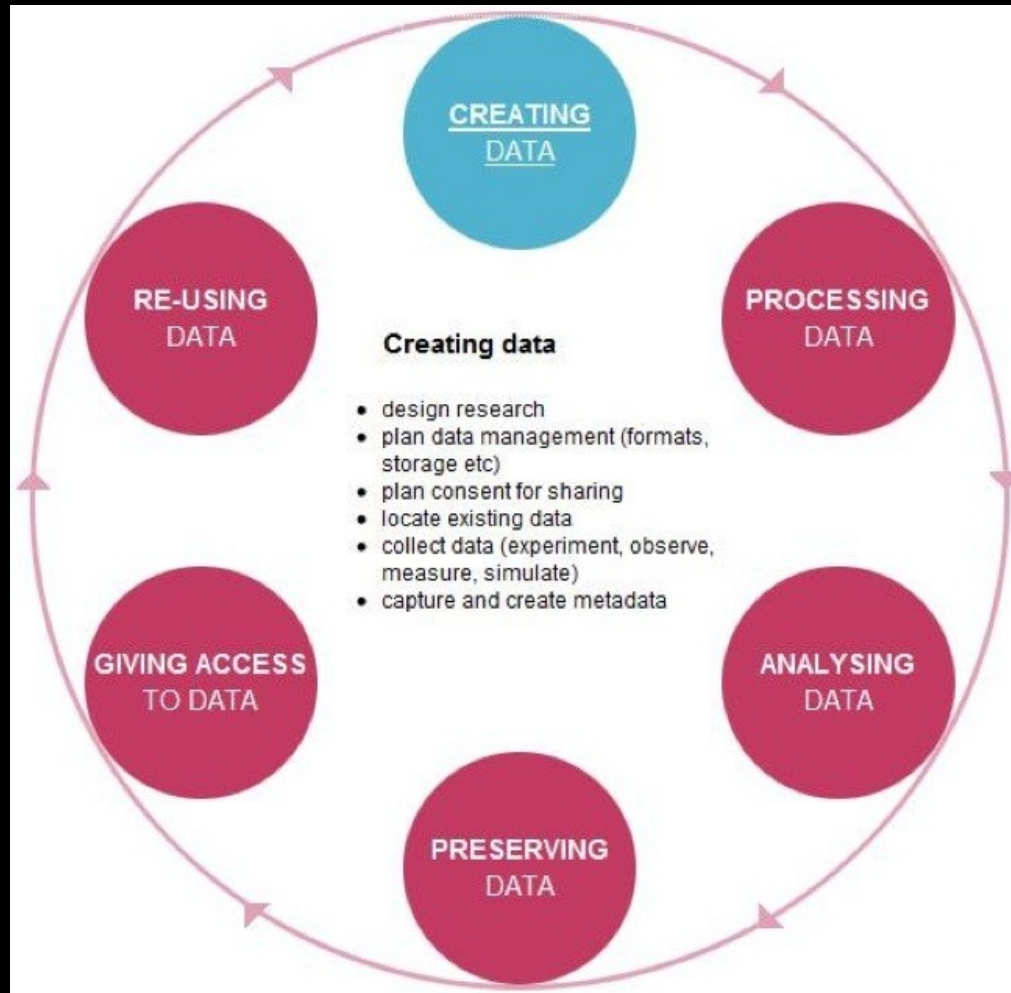 CREATING
DATA
RE-USING
DATA
PROCESSING
DATA
Creating data
• design research
• plan data management (formats,
storage etc)
• plan consent for sharing
• locate existing data
• collect data (experiment, observe,
measure, simulate)
• capture and create metadata
GIVING ACCESS
TO DATA
ANALYSING
DATA
PRESERVING
DATA